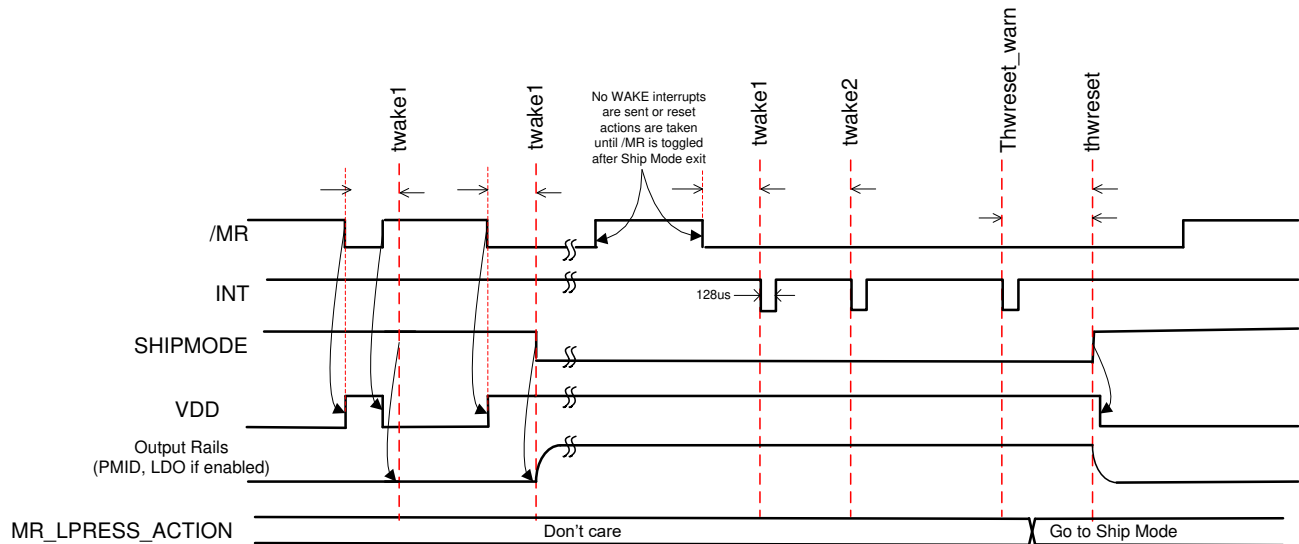 twake1
twake1
No WAKE interrupts
are sent or reset
actions are taken
until /MR is toggled
after Ship Mode exit
twake1
twake2
Thwreset_warn
thwreset
/MR
INT
128us
SHIPMODE
VDD
Output Rails
(PMID, LDO if enabled)
MR_LPRESS_ACTION
Don't care
Go to Ship Mode